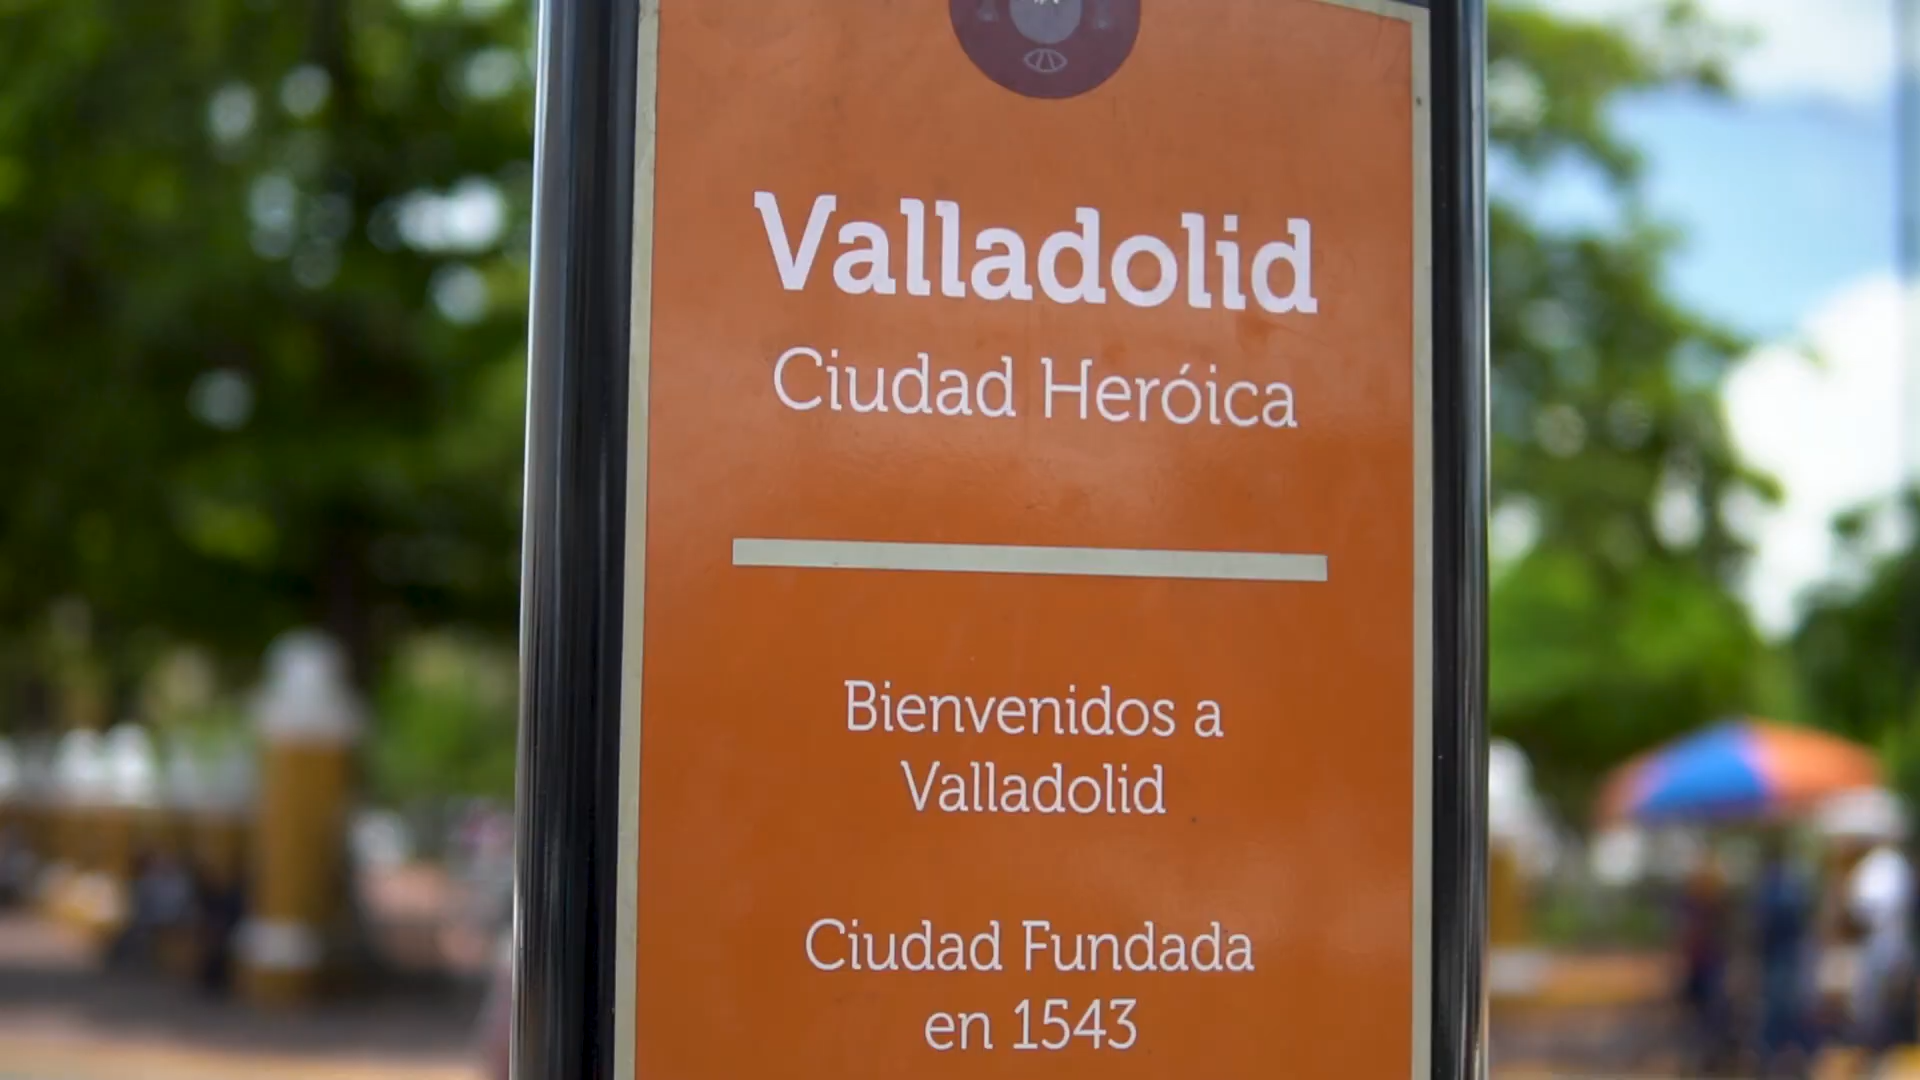 Valladolid
Ciudad Heróica
Bienvenidos a
Valladolid
Ciudad Fundada
en 1543